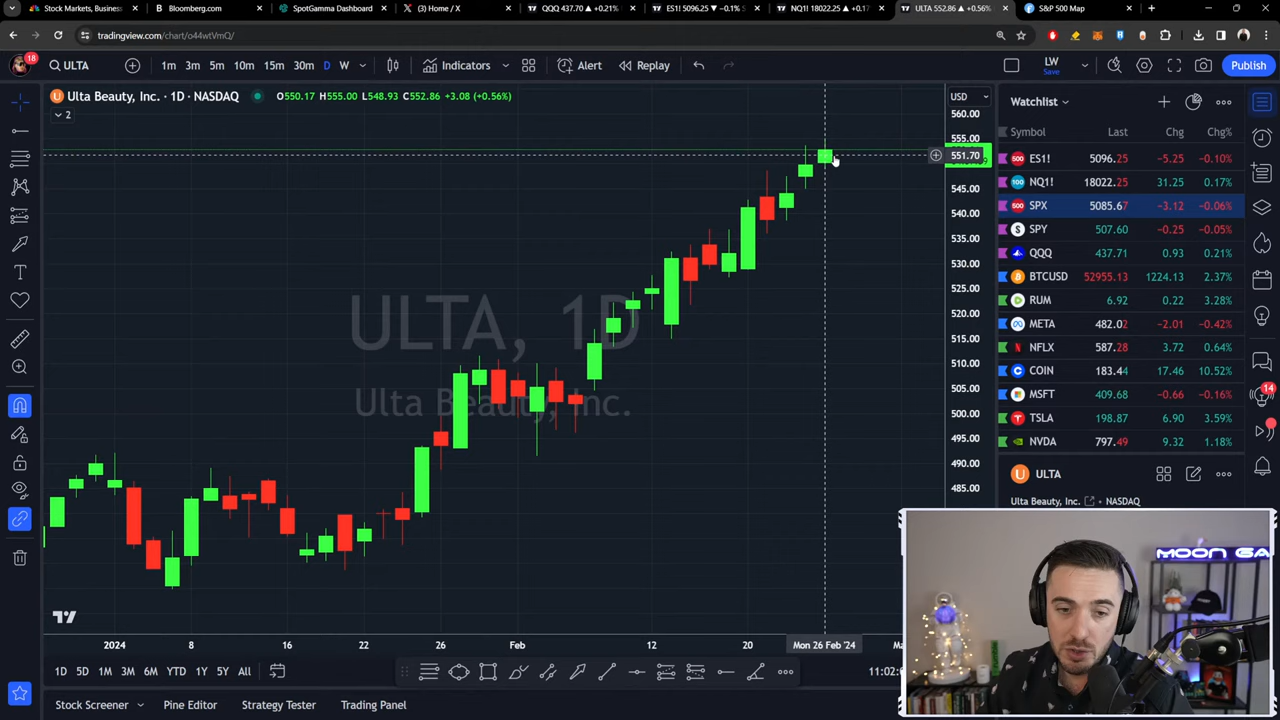 Stock Markets, Business
Bloomberg.com
SpotGamma Dashboard
(3) Home / X
QQQ 437.70 ▲ +0.21%
ES1! 5096.25 ▼ −0.1%
NQ1! 18022.25 ▲ +0.17
ULTA 552.86 ▲ +0.56%
S&P 500 Map
tradingview.com/chart/o44wtVmQ/
18
ULTA
1m 3m 5m 10m 15m 30m D W
Indicators
Alert
Replay
LW
Save
Publish
Ulta Beauty, Inc. · 1D · NASDAQ
O550.17 H555.00 L548.93 C552.86 +3.08 (+0.56%)
2
USD
560.00
555.00
551.70
545.00
540.00
535.00
530.00
525.00
520.00
515.00
510.00
505.00
500.00
495.00
490.00
485.00
ULTA, 1D
Ulta Beauty, Inc.
Watchlist
Symbol Last Chg Chg%
ES1! 5096.25 −5.25 −0.10%
NQ1! 18022.25 31.25 0.17%
SPX 5085.67 −3.12 −0.06%
SPY 507.60 −0.25 −0.05%
QQQ 437.71 0.93 0.21%
BTCUSD 52955.13 1224.13 2.37%
RUM 6.92 0.22 3.28%
META 482.02 −2.01 −0.42%
NFLX 587.28 3.72 0.64%
COIN 183.44 17.46 10.52%
MSFT 409.68 −0.66 −0.16%
TSLA 198.87 6.90 3.59%
NVDA 797.49 9.32 1.18%
14
ULTA
Ulta Beauty, Inc. • NASDAQ
MOON GA
2024 8 16 22 26 Feb 12 20 Mon 26 Feb '24
1D 5D 1M 3M 6M YTD 1Y 5Y All
11:02:
Stock Screener
Pine Editor
Strategy Tester
Trading Panel